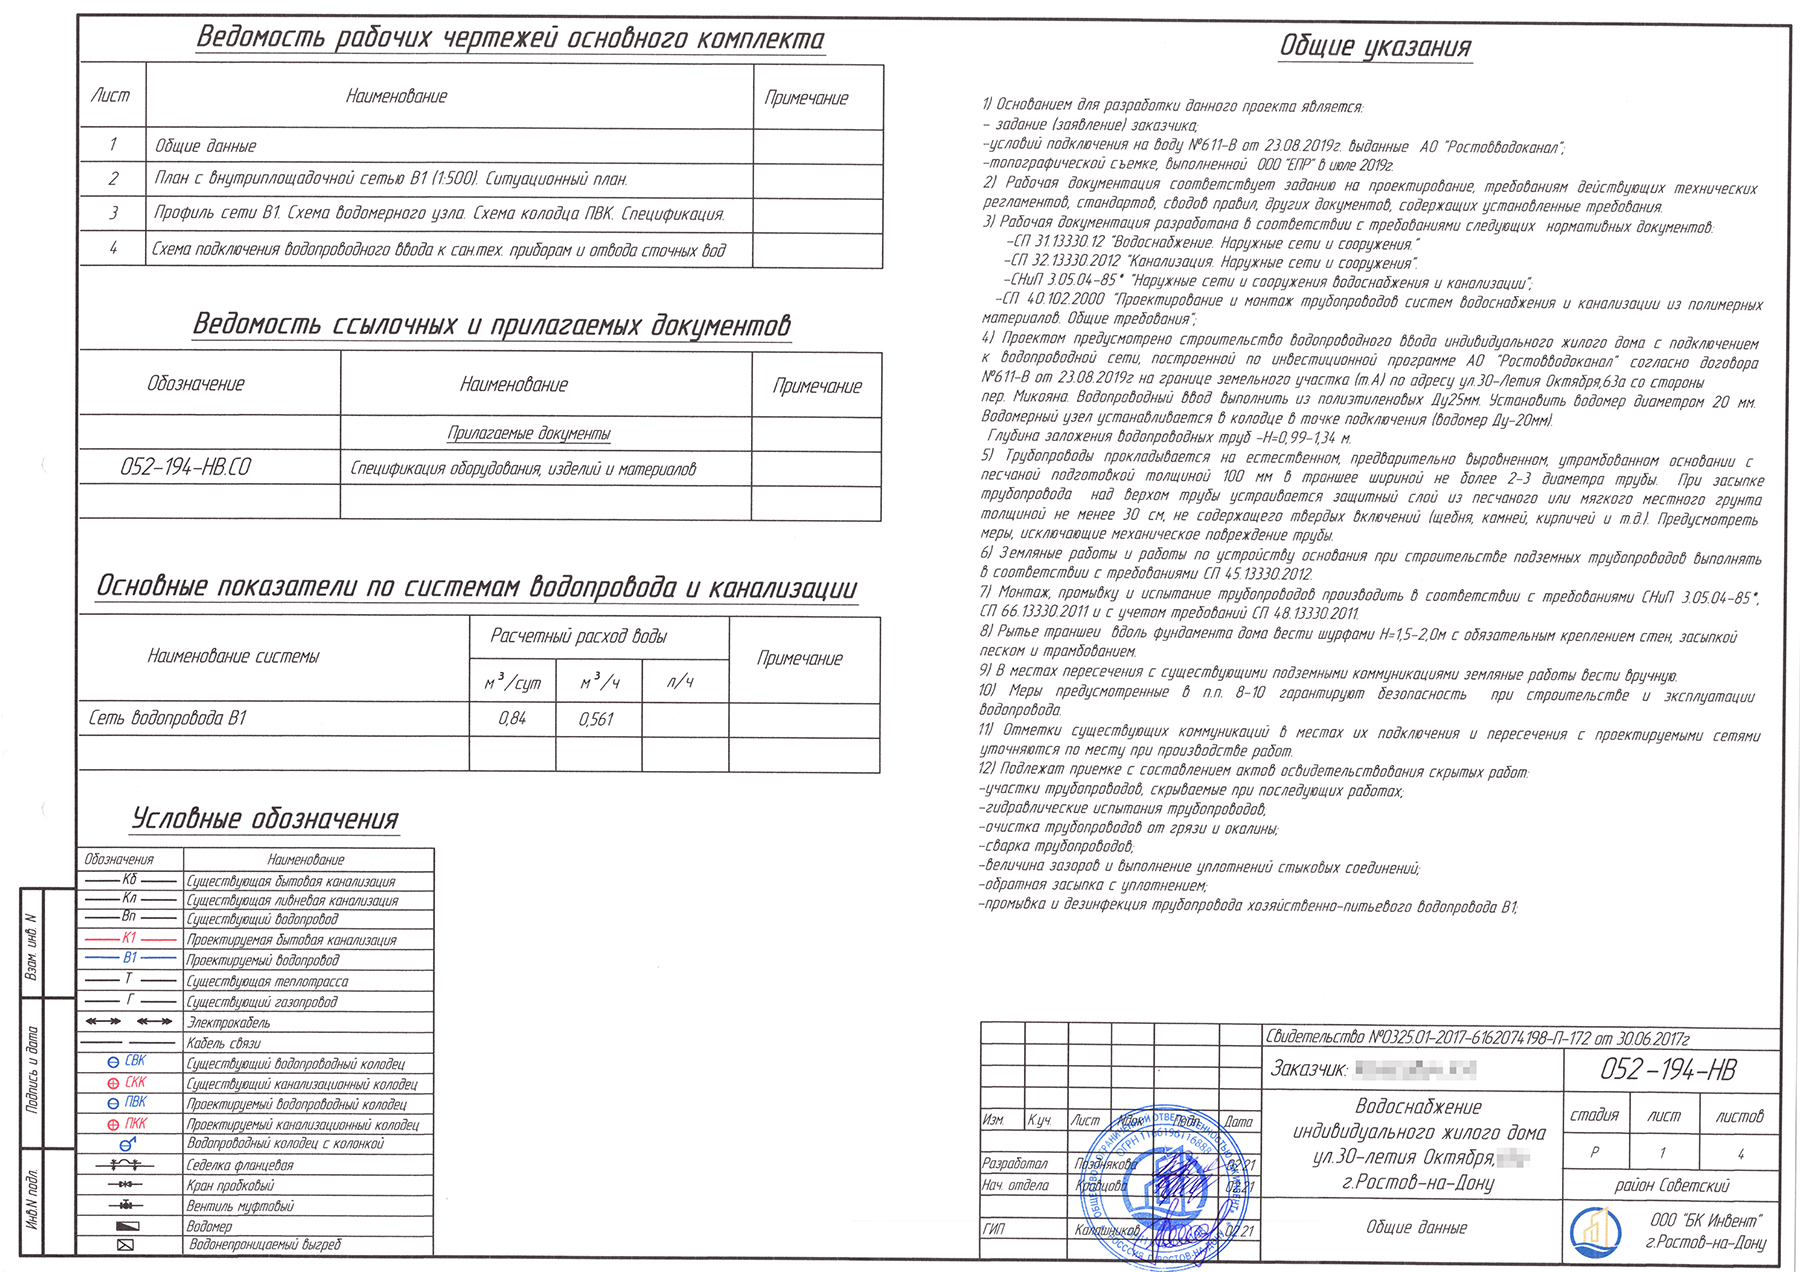 Ведомость рабочих чертежей основного комплекта
Лист Наименование Примечание
1 Общие данные
2 План с внутриплощадочной сетью В1 (1:500). Ситуационный план.
3 Профиль сети В1. Схема водомерного узла. Схема колодца ПВК. Спецификация.
4 Схема подключения водопроводного ввода к сан.тех. приборам и отвода сточных вод
Ведомость ссылочных и прилагаемых документов
Обозначение Наименование Примечание
Прилагаемые документы
052-194-НВ.СО Спецификация оборудования, изделий и материалов
Основные показатели по системам водопровода и канализации
Наименование системы Расчетный расход воды Примечание
м³/сут м³/ч л/ч
Сеть водопровода В1 0,84 0,561
Условные обозначения
Обозначения Наименование
Кб Существующая бытовая канализация
Кл Существующая ливневая канализация
Вп Существующий водопровод
К1 Проектируемая бытовая канализация
В1 Проектируемый водопровод
Т Существующая теплотрасса
Г Существующий газопровод
Электрокабель
Кабель связи
СВК Существующий водопроводный колодец
СКК Существующий канализационный колодец
ПВК Проектируемый водопроводный колодец
ПКК Проектируемый канализационный колодец
Водопроводный колодец с колонкой
Седелка фланцевая
Кран пробковый
Вентиль муфтовый
Водомер
Водонепроницаемый выгреб
Взам. инв. N
Подпись и дата
Инв.N подл.
Общие указания
1) Основанием для разработки данного проекта является:
- задание (заявление) заказчика;
-условий подключения на воду №611-В от 23.08.2019г. выданные АО "Ростовводоканал";
-топографической съемке, выполненной ООО "ЕПР" в июле 2019г.
2) Рабочая документация соответствует заданию на проектирование, требованиям действующих технических
регламентов, стандартов, сводов правил, других документов, содержащих установленные требования.
3) Рабочая документация разработана в соответствии с требованиями следующих нормативных документов:
-СП 31.13330.12 "Водоснабжение. Наружные сети и сооружения."
-СП 32.13330.2012 "Канализация. Наружные сети и сооружения".
-СНиП 3.05.04-85* "Наружные сети и сооружения водоснабжения и канализации";
-СП 40.102.2000 "Проектирование и монтаж трубопроводов систем водоснабжения и канализации из полимерных
материалов. Общие требования";
4) Проектом предусмотрено строительство водопроводного ввода индивидуального жилого дома с подключением
к водопроводной сети, построенной по инвестиционной программе АО "Ростовводоканал" согласно договора
№611-В от 23.08.2019г на границе земельного участка (т.А) по адресу ул.30-Летия Октября,63а со стороны
пер. Микояна. Водопроводный ввод выполнить из полиэтиленовых Ду25мм. Установить водомер диаметром 20 мм.
Водомерный узел устанавливается в колодце в точке подключения (водомер Ду-20мм).
Глубина заложения водопроводных труб -Н=0,99-1,34 м.
5) Трубопроводы прокладывается на естественном, предварительно выровненном, утрамбованном основании с
песчаной подготовкой толщиной 100 мм в траншее шириной не более 2-3 диаметра трубы. При засыпке
трубопровода над верхом трубы устраивается защитный слой из песчаного или мягкого местного грунта
толщиной не менее 30 см, не содержащего твердых включений (щебня, камней, кирпичей и т.д.). Предусмотреть
меры, исключающие механическое повреждение трубы.
6) Земляные работы и работы по устройству основания при строительстве подземных трубопроводов выполнять
в соответствии с требованиями СП 45.13330.2012.
7) Монтаж, промывку и испытание трубопроводов производить в соответствии с требованиями СНиП 3.05.04-85*,
СП 66.13330.2011 и с учетом требований СП 48.13330.2011.
8) Рытье траншеи вдоль фундамента дома вести шурфами Н=1,5-2,0м с обязательным креплением стен, засыпкой
песком и трамбованием.
9) В местах пересечения с существующими подземными коммуникациями земляные работы вести вручную.
10) Меры предусмотренные в п.п. 8-10 гарантируют безопасность при строительстве и эксплуатации
водопровода.
11) Отметки существующих коммуникаций в местах их подключения и пересечения с проектируемыми сетями
уточняются по месту при производстве работ.
12) Подлежат приемке с составлением актов освидетельствования скрытых работ:
-участки трубопроводов, скрываемые при последующих работах;
-гидравлические испытания трубопроводов;
-очистка трубопроводов от грязи и окалины;
-сварка трубопроводов;
-величина зазоров и выполнение уплотнений стыковых соединений;
-обратная засыпка с уплотнением;
-промывка и дезинфекция трубопровода хозяйственно-питьевого водопровода В1;
Свидетельство №0325.01-2017-6162074198-П-172 от 30.06.2017г
Заказчик: 052-194-НВ
Изм. К.уч. Лист №док Подп. Дата
Водоснабжение
индивидуального жилого дома
ул.30-летия Октября,
г.Ростов-на-Дону
стадия лист листов
Р 1 4
район Советский
Разработал Позднякова 02.21
Нач. отдела Кравцова 02.21
ГИП Калашников 02.21
Общие данные
ООО "БК Инвент"
г.Ростов-на-Дону